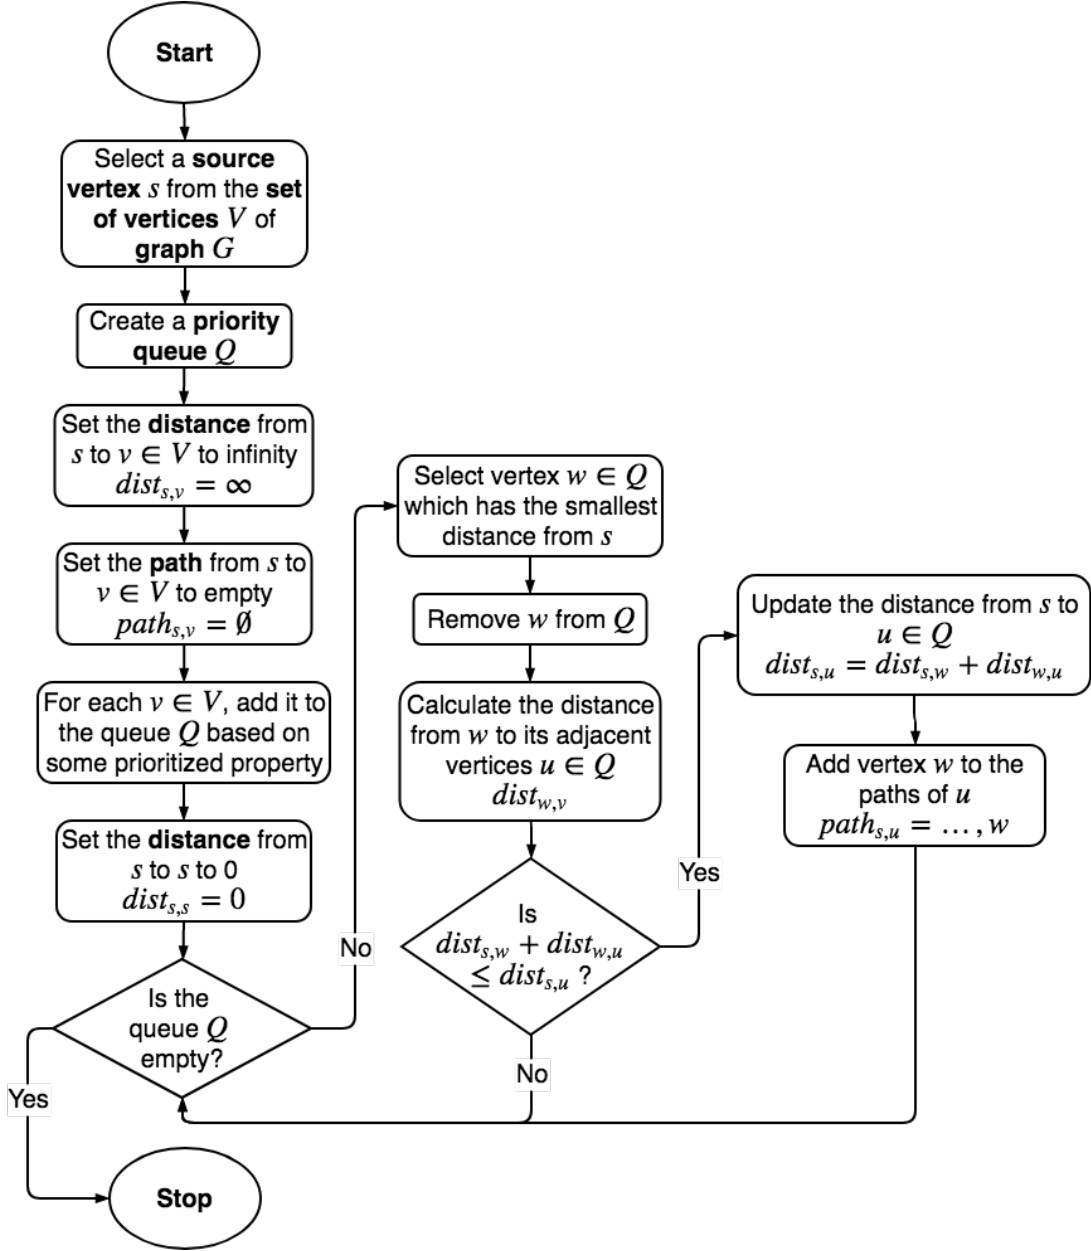 Start
Select a source
vertex s from the set
of vertices V of
graph G
Create a priority
queue Q
Set the distance from
s to v ∈ V to infinity
dist_{s,v} = ∞
Set the path from s to
v ∈ V to empty
path_{s,v} = ∅
For each v ∈ V, add it to
the queue Q based on
some prioritized property
Set the distance from
s to s to 0
dist_{s,s} = 0
Is the
queue Q
empty?
Yes
Stop
No
Select vertex w ∈ Q
which has the smallest
distance from s
Remove w from Q
Calculate the distance
from w to its adjacent
vertices u ∈ Q
dist_{w,v}
Is
dist_{s,w} + dist_{w,u}
≤ dist_{s,u} ?
No
Yes
Update the distance from s to
u ∈ Q
dist_{s,u} = dist_{s,w} + dist_{w,u}
Add vertex w to the
paths of u
path_{s,u} = …, w